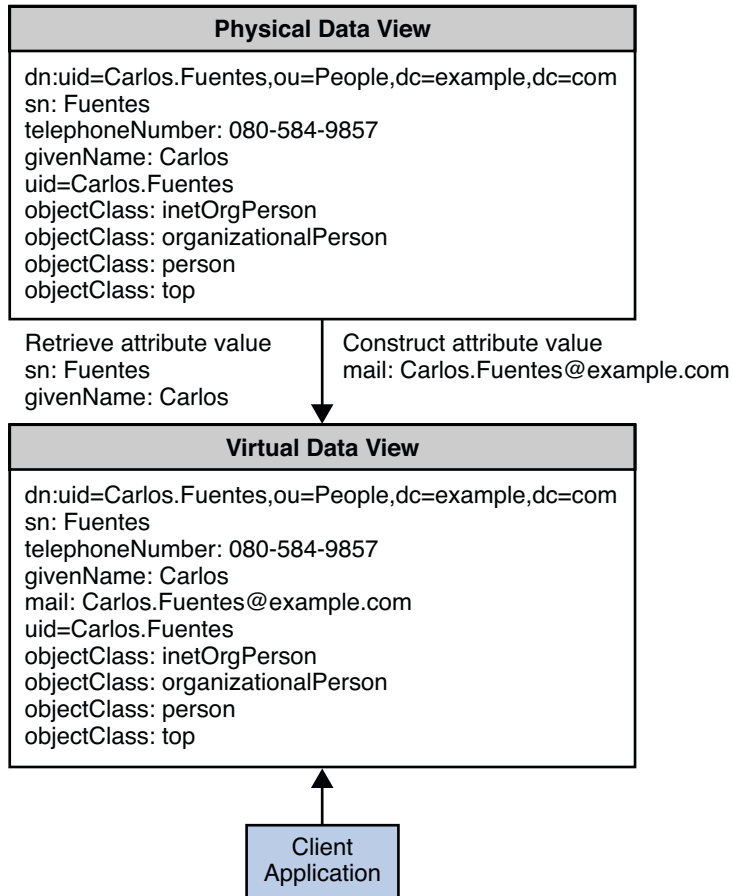 Physical Data View
dn:uid=Carlos.Fuentes,ou=People,dc=example,dc=com
sn: Fuentes
telephoneNumber: 080-584-9857
givenName: Carlos
uid=Carlos.Fuentes
objectClass: inetOrgPerson
objectClass: organizationalPerson
objectClass: person
objectClass: top
Retrieve attribute value
sn: Fuentes
givenName: Carlos
Construct attribute value
mail: Carlos.Fuentes@example.com
Virtual Data View
dn:uid=Carlos.Fuentes,ou=People,dc=example,dc=com
sn: Fuentes
telephoneNumber: 080-584-9857
givenName: Carlos
mail: Carlos.Fuentes@example.com
uid=Carlos.Fuentes
objectClass: inetOrgPerson
objectClass: organizationalPerson
objectClass: person
objectClass: top
Client
Application